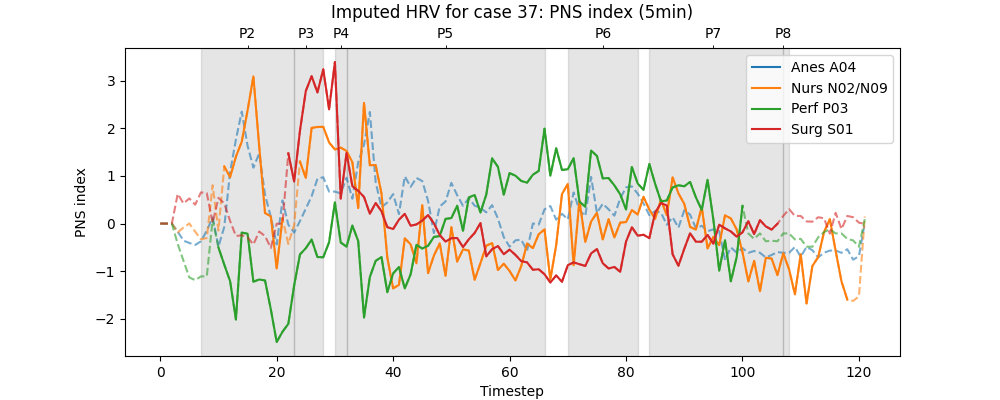 Imputed HRV for case 37: PNS index (5min)
P2 P3 P4 P5 P6 P7 P8
Anes A04
Nurs N02/N09
Perf P03
Surg S01
PNS index
3
2
1
0
−1
−2
0 20 40 60 80 100 120
Timestep